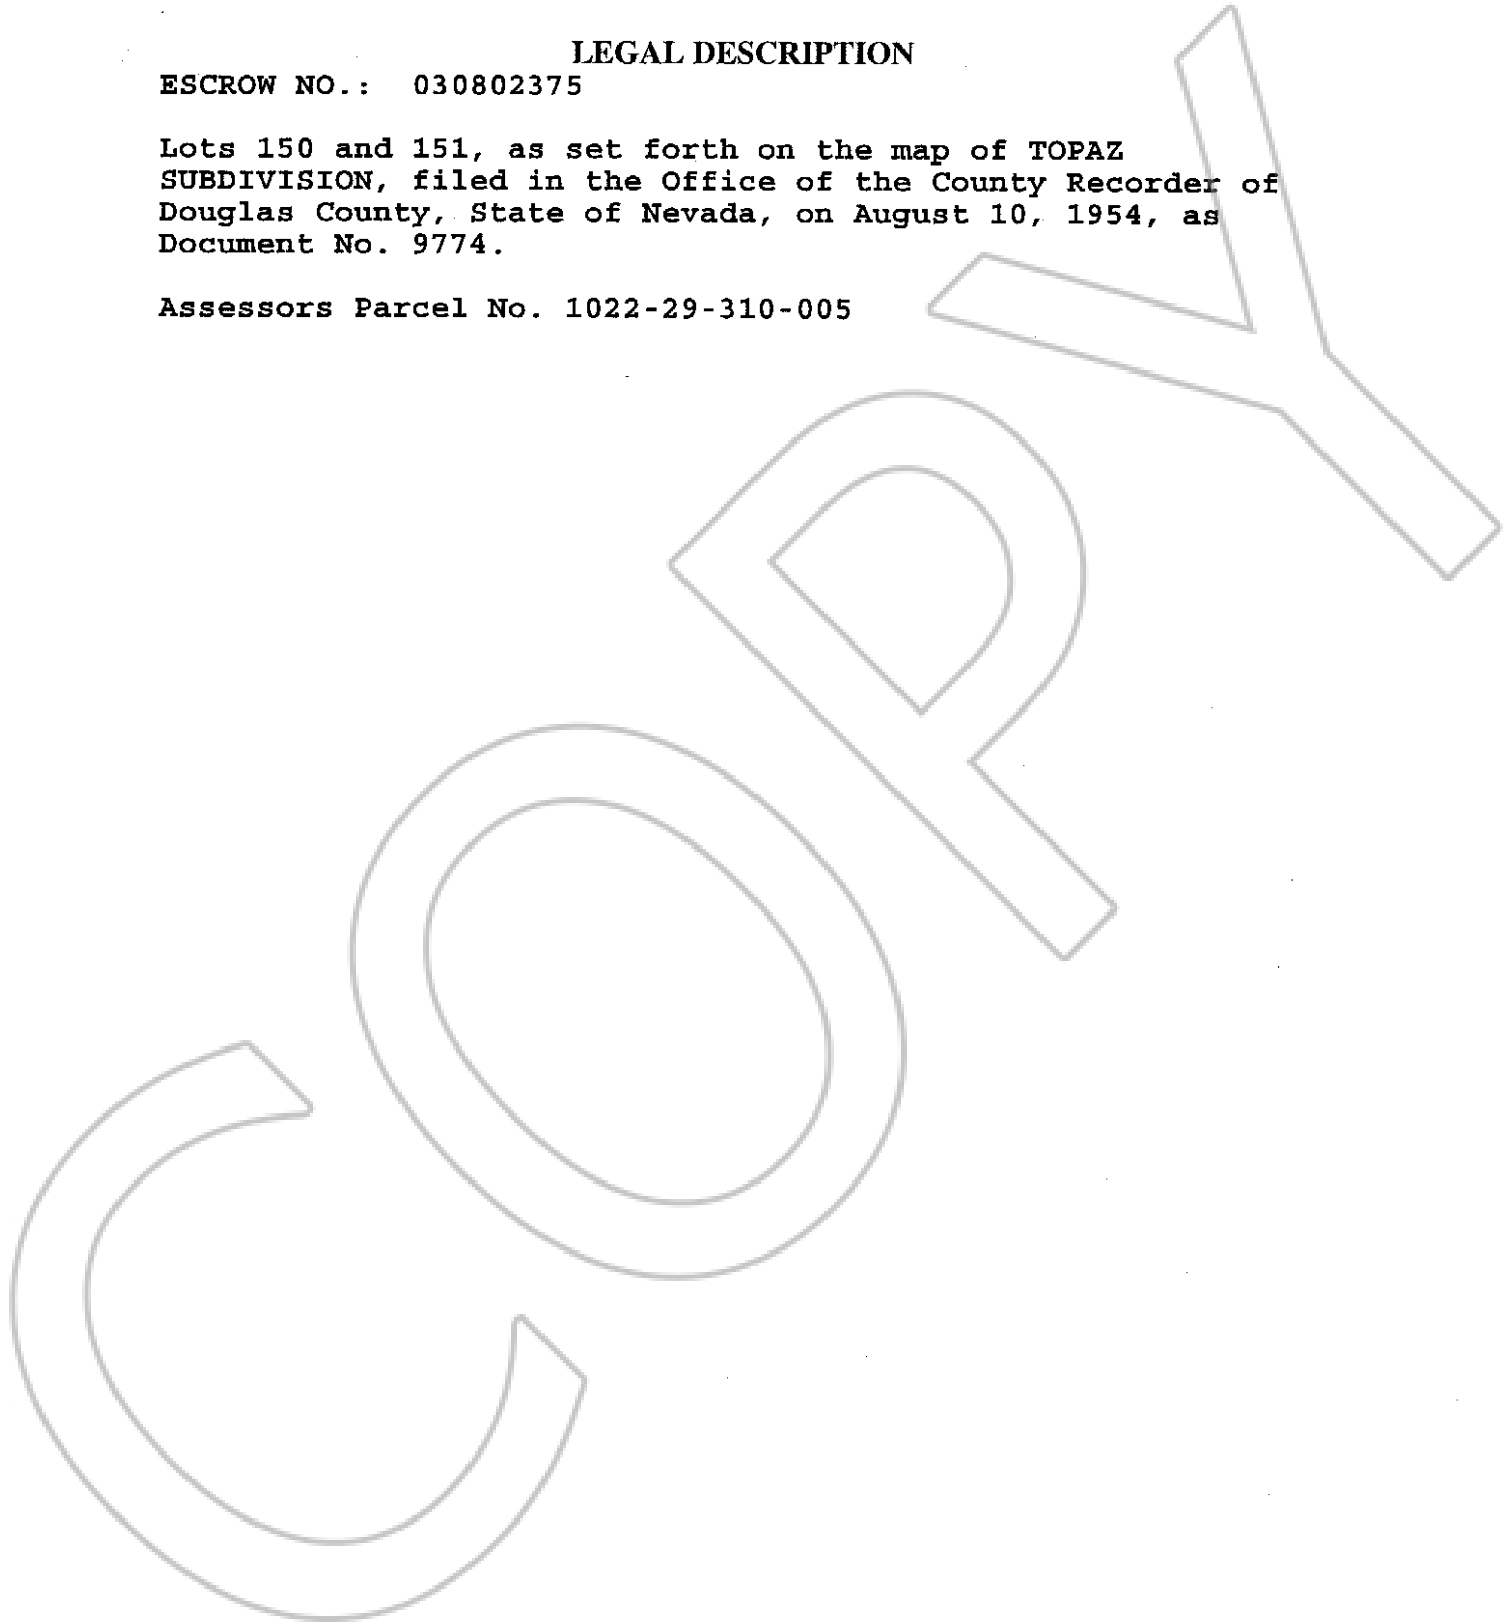 LEGAL DESCRIPTION
ESCROW NO.: 030802375
Lots 150 and 151, as set forth on the map of TOPAZ
SUBDIVISION, filed in the Office of the County Recorder of
Douglas County, State of Nevada, on August 10, 1954, as
Document No. 9774.
Assessors Parcel No. 1022-29-310-005
COPY